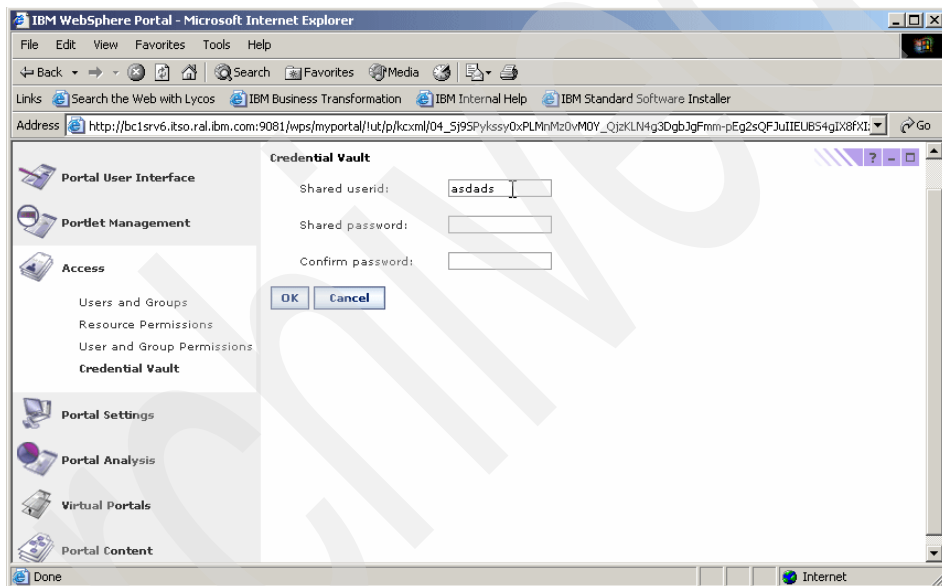 IBM WebSphere Portal - Microsoft Internet Explorer
File Edit View Favorites Tools Help
Back Search Favorites Media
Links Search the Web with Lycos IBM Business Transformation IBM Internal Help IBM Standard Software Installer
Address http://bc1srv6.itso.ral.ibm.com:9081/wps/myportal/!ut/p/kcxml/04_Sj9SPykssy0xPLMnMz0vM0Y_QjzKLN4g3DgbJgFmm-pEg2sQFJuIIEUBS4gIX8fXI: Go
Credential Vault ? -
Portal User Interface
Shared userid: asdads
Portlet Management
Shared password:
Access
Confirm password:
Users and Groups
OK Cancel
Resource Permissions
User and Group Permissions
Credential Vault
Portal Settings
Portal Analysis
Virtual Portals
Portal Content
Done Internet